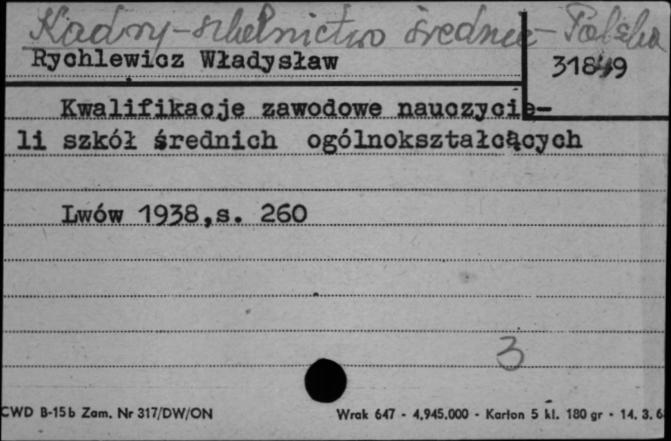 Kadry - szkolnictwo średnie - Polska
Rychlewicz Władysław
31849
Kwalifikacje zawodowe nauczycie-
li szkół średnich ogólnokształcących
Lwów 1938,s. 260
3
CWD B-15b Zam. Nr 317/DW/ON
Wrak 647 - 4,945.000 - Karton 5 kl. 180 gr - 14. 3. 6